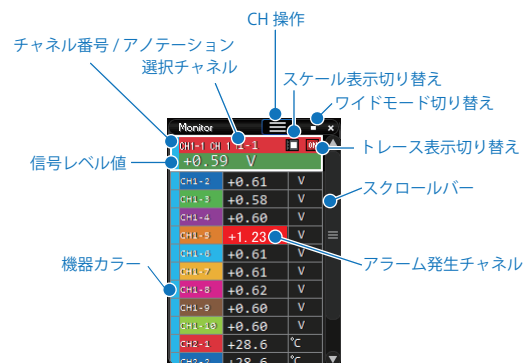 CH 操作
チャネル番号 / アノテーション
選択チャネル
スケール表示切り替え
ワイドモード切り替え
Monitor
CH1-1 CH 1-1
ON
トレース表示切り替え
信号レベル値
+0.59 V
CH1-2 +0.61 V
スクロールバー
CH1-3 +0.58 V
CH1-4 +0.60 V
CH1-5 +1.23 V
アラーム発生チャネル
CH1-6 +0.61 V
機器カラー
CH1-7 +0.61 V
CH1-8 +0.62 V
CH1-9 +0.60 V
CH1-10 +0.60 V
CH2-1 +28.6 °C
CH2-2 +28.6 °C